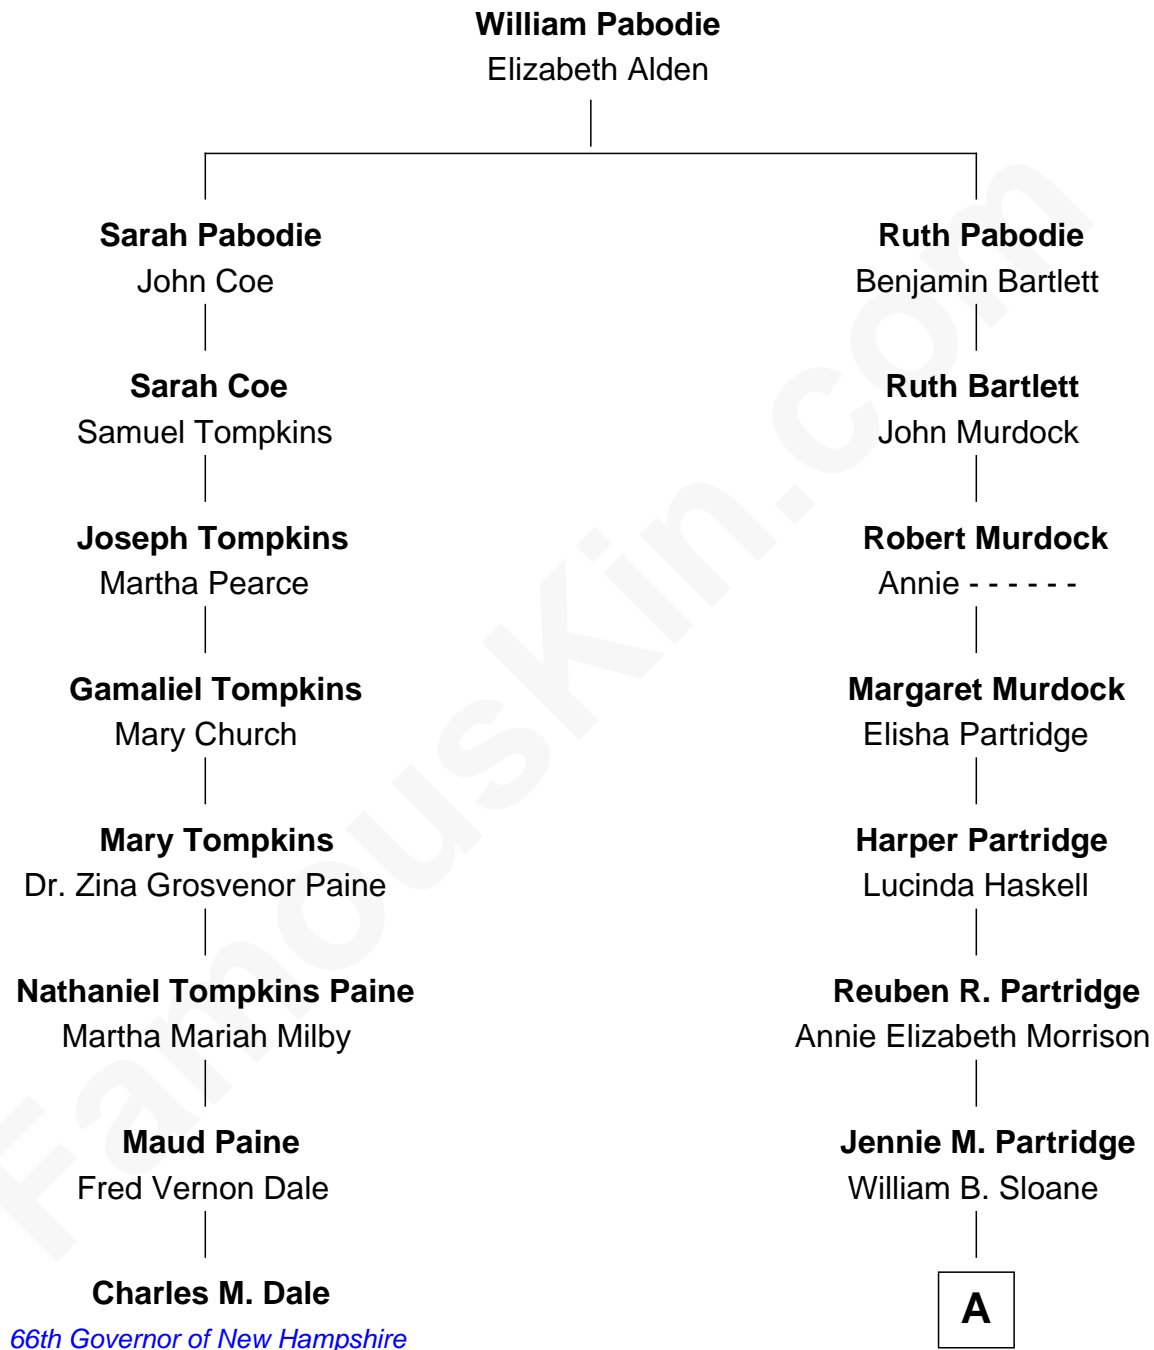 William Pabodie
Elizabeth Alden
Sarah Pabodie
John Coe
Ruth Pabodie
Benjamin Bartlett
Sarah Coe
Samuel Tompkins
Ruth Bartlett
John Murdock
Joseph Tompkins
Martha Pearce
Robert Murdock
Annie - - - - - -
Gamaliel Tompkins
Mary Church
Margaret Murdock
Elisha Partridge
Mary Tompkins
Dr. Zina Grosvenor Paine
Harper Partridge
Lucinda Haskell
Nathaniel Tompkins Paine
Martha Mariah Milby
Reuben R. Partridge
Annie Elizabeth Morrison
Maud Paine
Fred Vernon Dale
Jennie M. Partridge
William B. Sloane
Charles M. Dale
66th Governor of New Hampshire
A
FamousKin.com